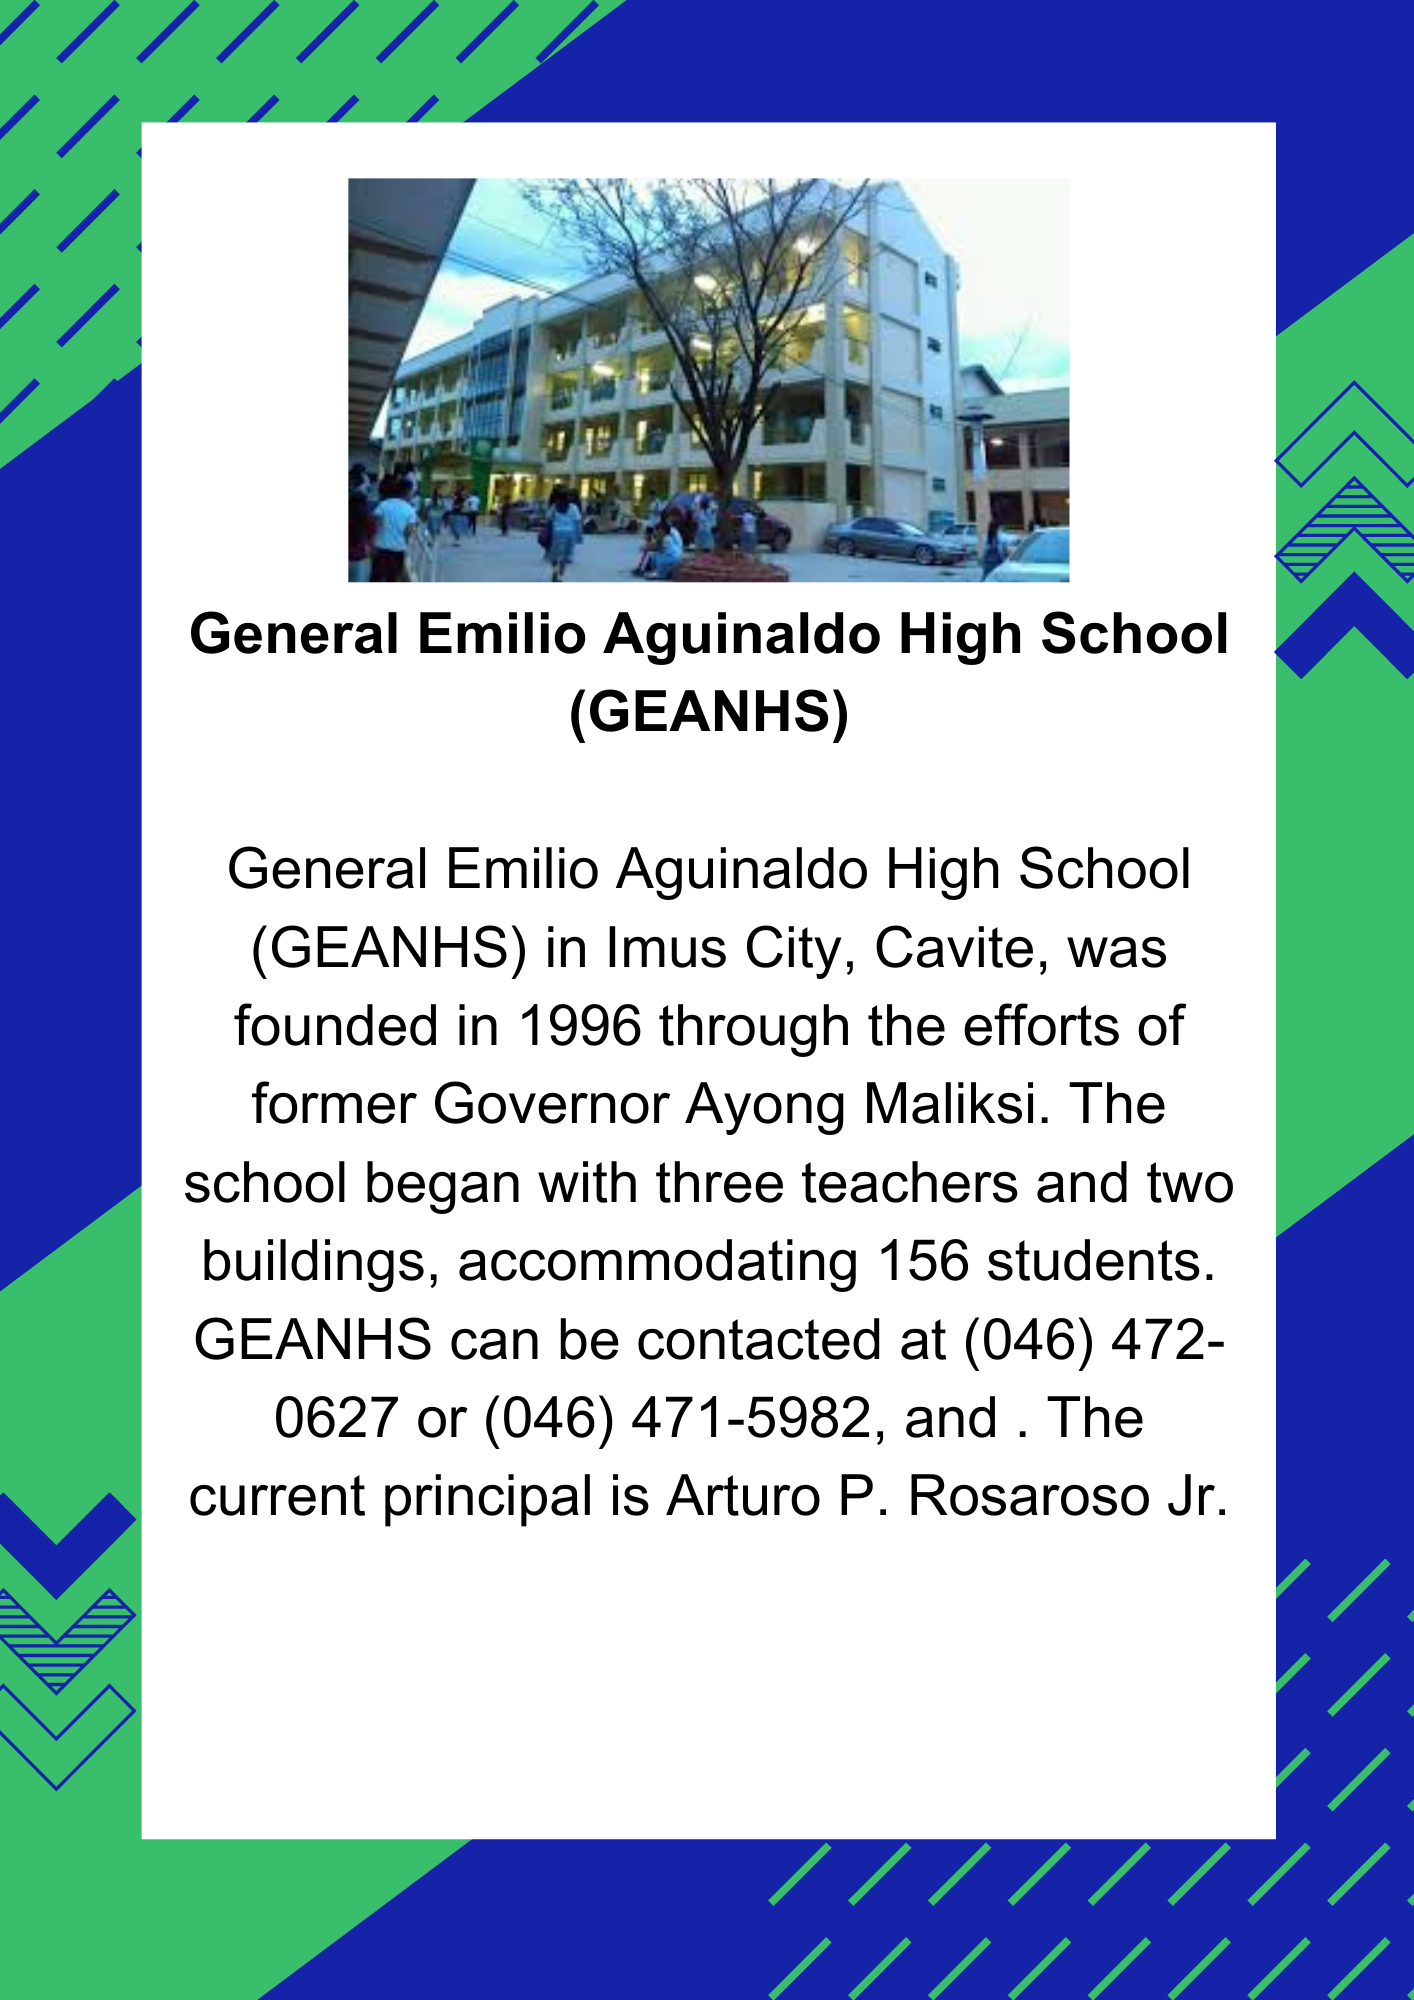 General Emilio Aguinaldo High School
(GEANHS)
General Emilio Aguinaldo High School
(GEANHS) in Imus City, Cavite, was
founded in 1996 through the efforts of
former Governor Ayong Maliksi. The
school began with three teachers and two
buildings, accommodating 156 students.
GEANHS can be contacted at (046) 472-
0627 or (046) 471-5982, and . The
current principal is Arturo P. Rosaroso Jr.